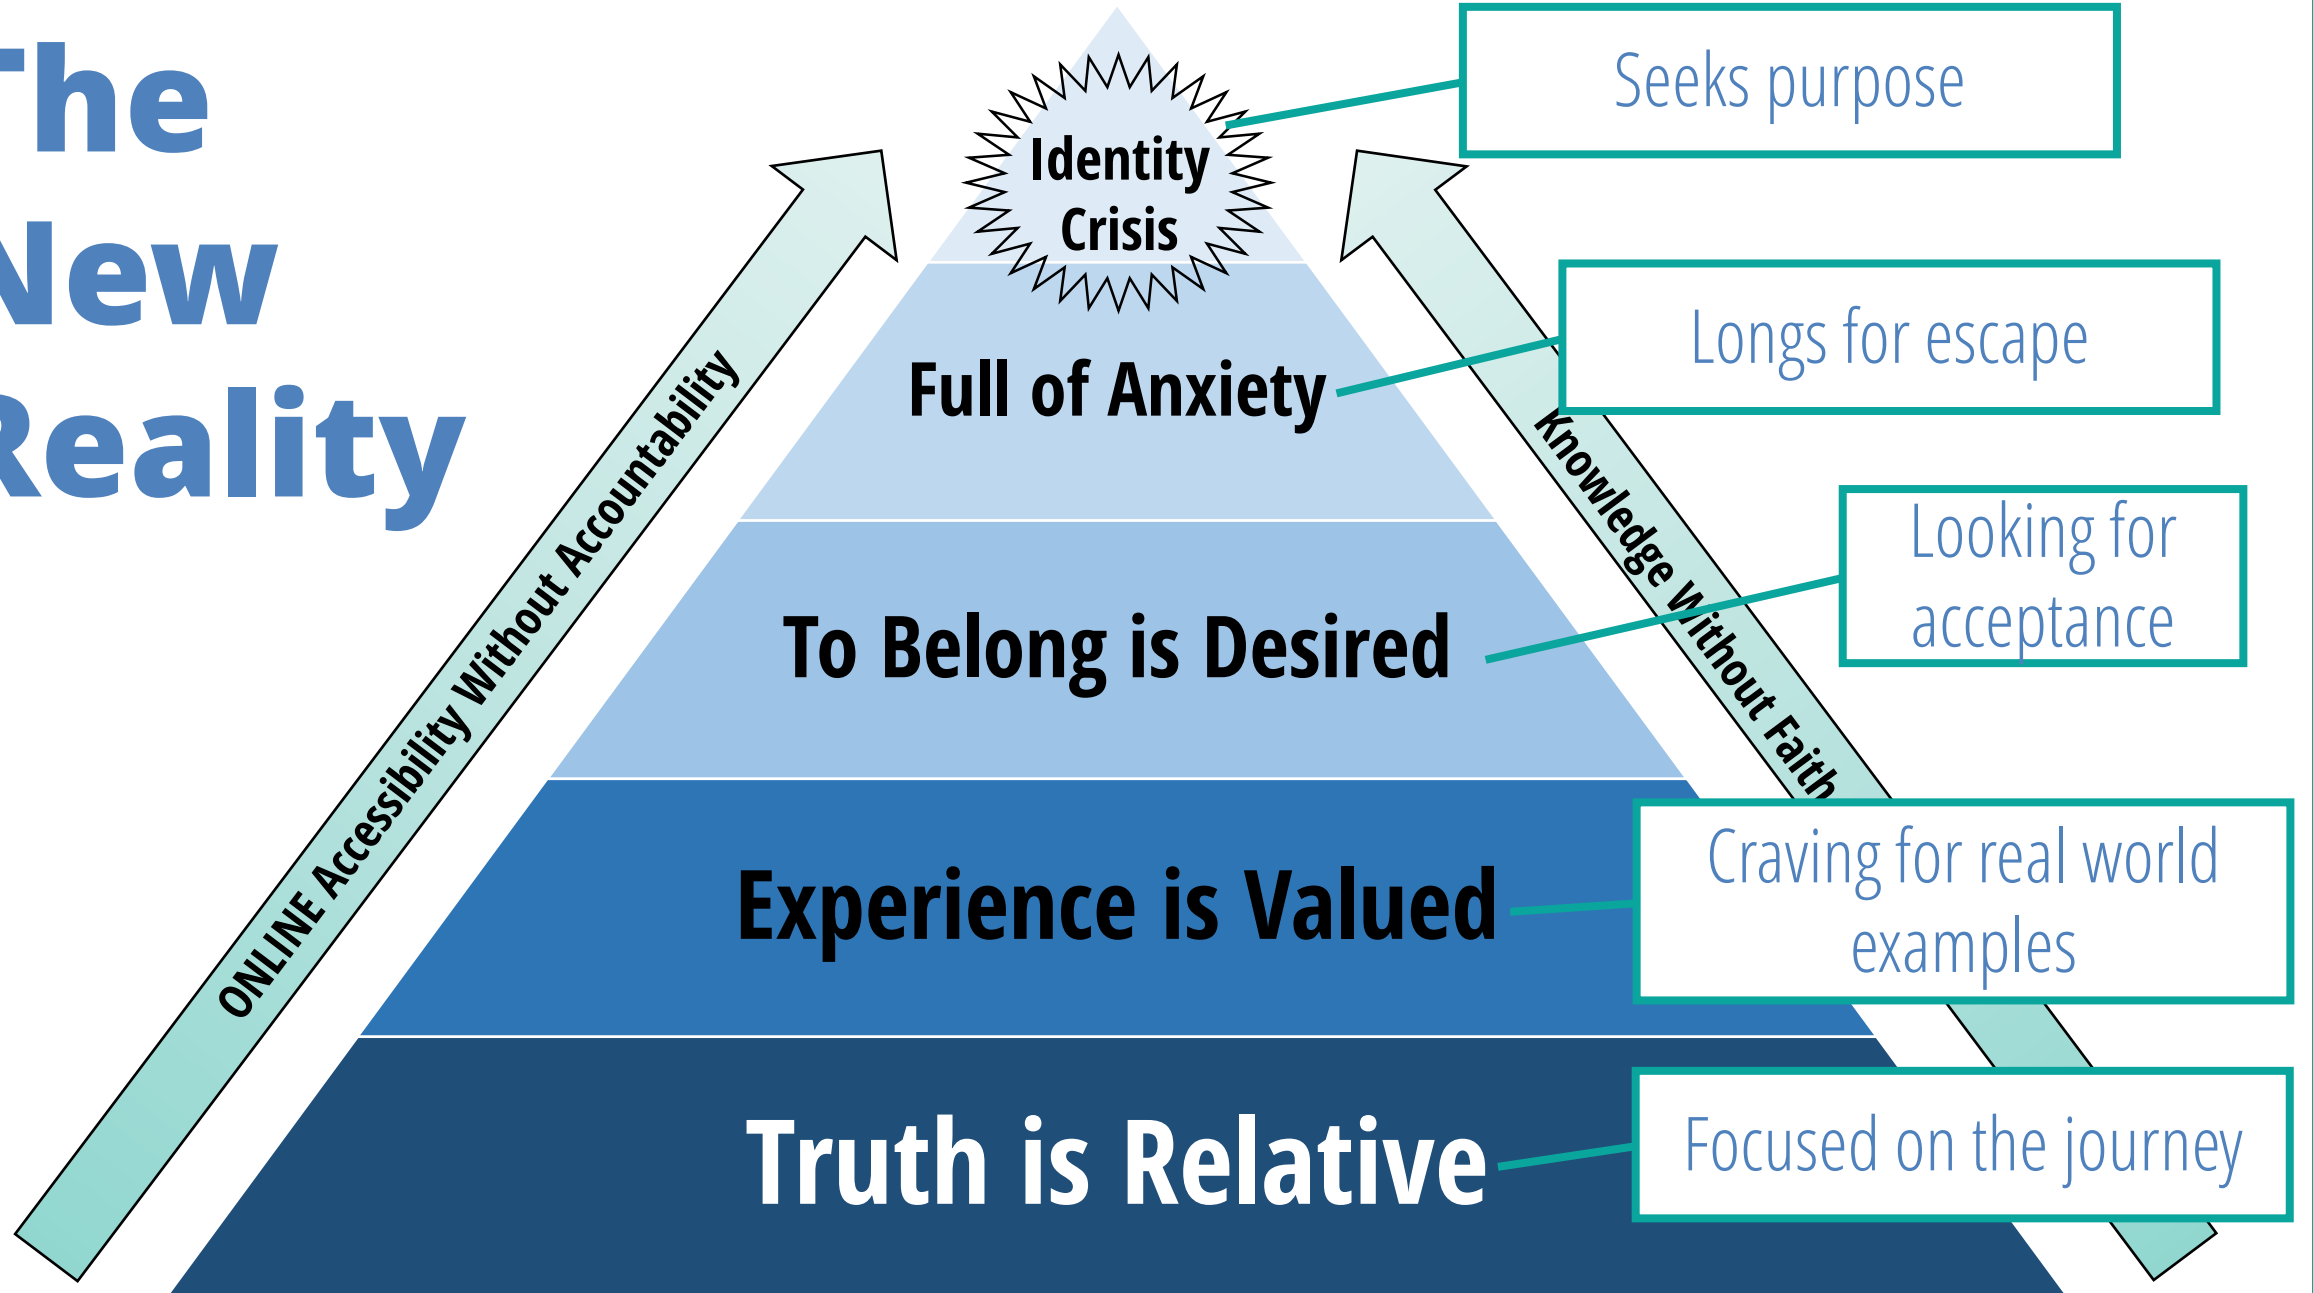 The
New
Reality
Identity
Crisis
Full of Anxiety
To Belong is Desired
Experience is Valued
Truth is Relative
ONLINE Accessibility Without Accountability
Knowledge Without Faith
Seeks purpose
Longs for escape
Looking for
acceptance
Craving for real world
examples
Focused on the journey